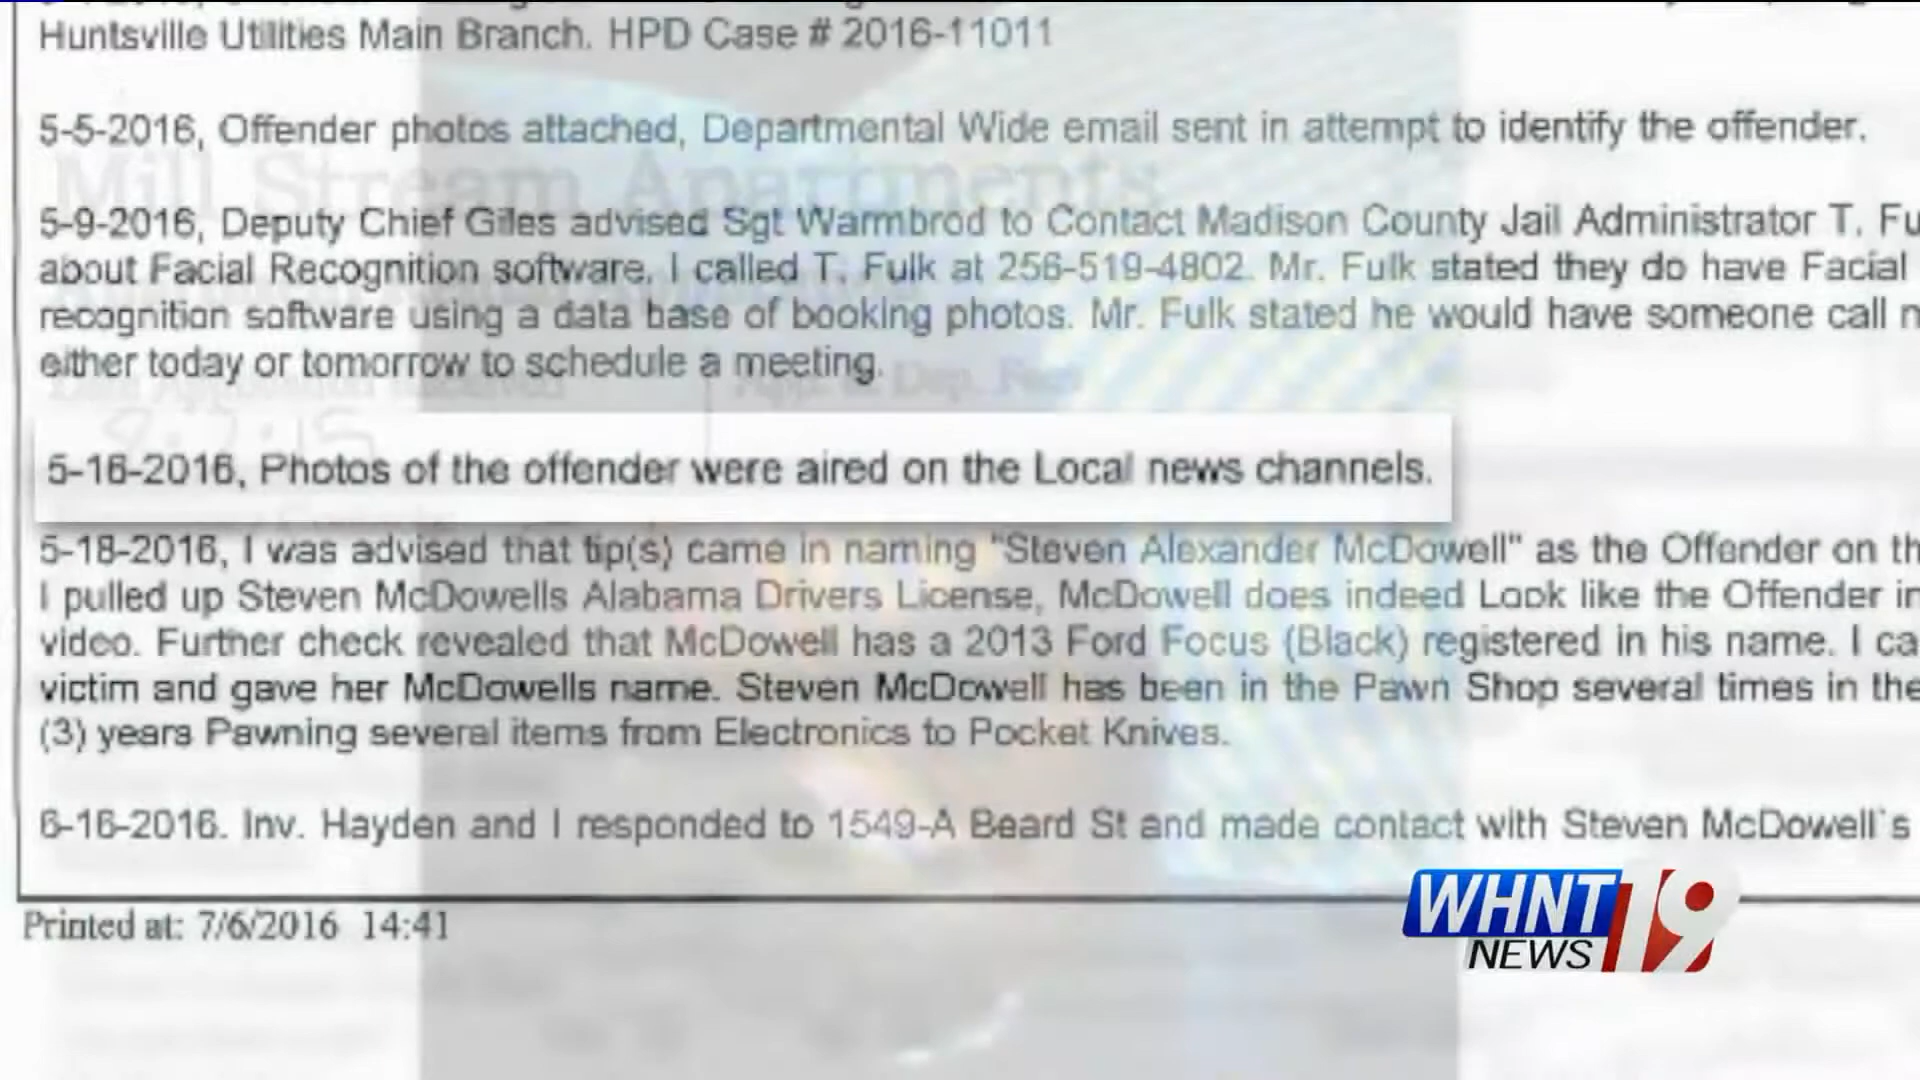 Huntsville Utilities Main Branch. HPD Case # 2016-11011
5-5-2016, Offender photos attached, Departmental Wide email sent in attempt to identify the offender.
Mill Stream Apartments
5-9-2016, Deputy Chief Giles advised Sgt Warmbrod to Contact Madison County Jail Administrator T. Fu
about Facial Recognition software. I called T. Fulk at 256-519-4802. Mr. Fulk stated they do have Facial
recognition software using a data base of booking photos. Mr. Fulk stated he would have someone call
either today or tomorrow to schedule a meeting.
5-16-2016, Photos of the offender were aired on the Local news channels.
5-18-2016, I was advised that tip(s) came in naming "Steven Alexander McDowell" as the Offender on th
I pulled up Steven McDowells Alabama Drivers License, McDowell does indeed Look like the Offender in
video. Further check revealed that McDowell has a 2013 Ford Focus (Black) registered in his name. I ca
victim and gave her McDowells name. Steven McDowell has been in the Pawn Shop several times in the
(3) years Pawning several items from Electronics to Pocket Knives.
6-16-2016. Inv. Hayden and I responded to 1549-A Beard St and made contact with Steven McDowell`s
Printed at: 7/6/2016 14:41
WHNT 19
NEWS